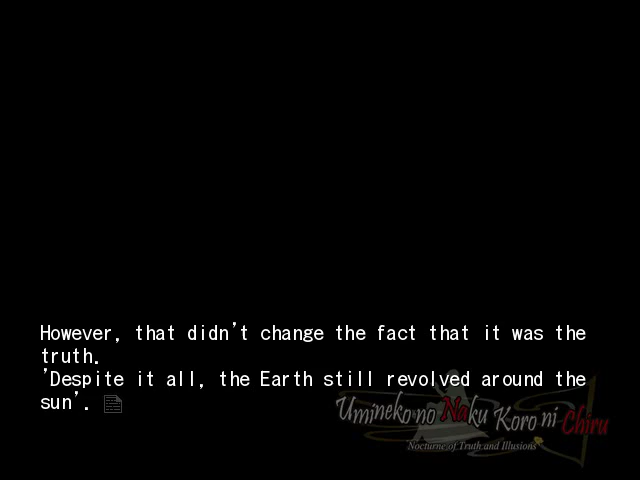 However, that didn't change the fact that it was the
truth.
'Despite it all, the Earth still revolved around the
sun'.
Umineko no Naku Koro ni Chiru
Nocturne of Truth and Illusions